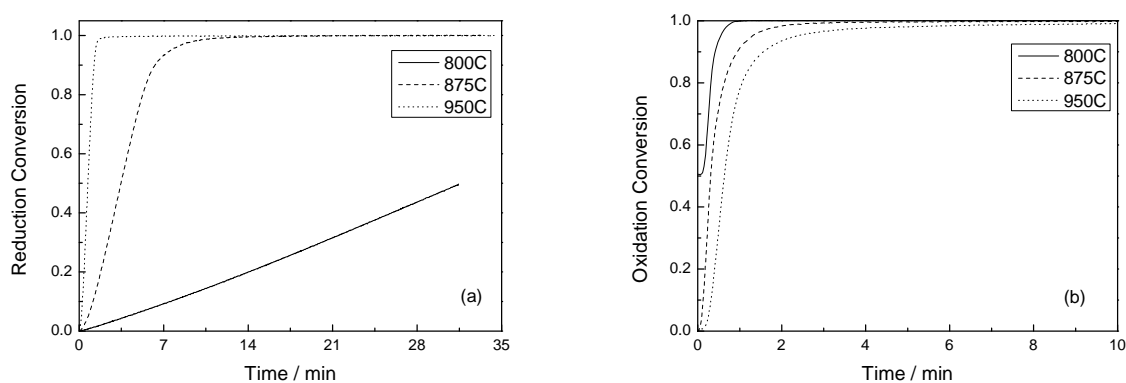 Reduction Conversion
1.0
0.8
0.6
0.4
0.2
0.0
0
7
14
21
28
35
Time / min
800C
875C
950C
(a)
Oxidation Conversion
1.0
0.8
0.6
0.4
0.2
0.0
0
2
4
6
8
10
Time / min
800C
875C
950C
(b)